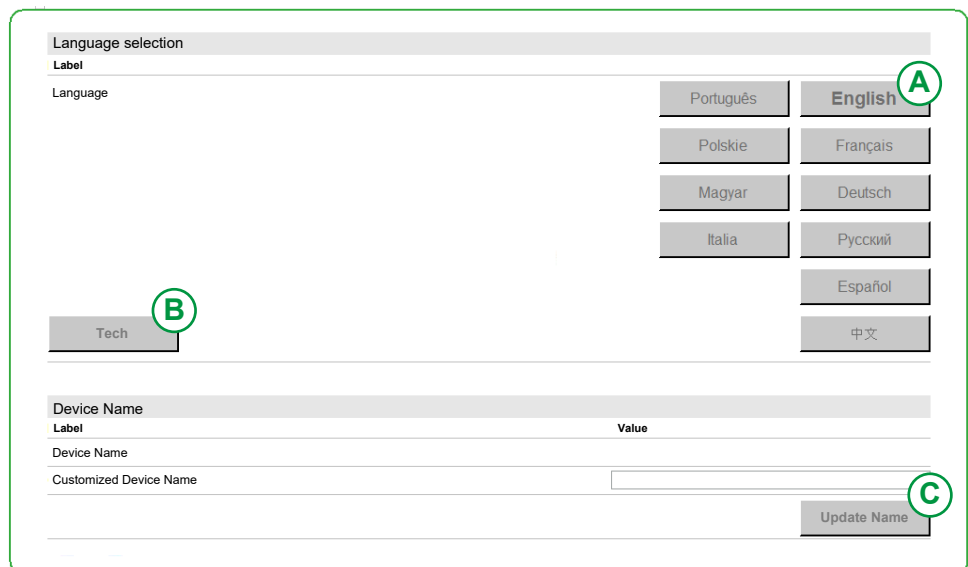 Language selection
Label
Language
Português English A
Polskie Français
Magyar Deutsch
Italia Русский
Español
B
Tech 中文
Device Name
Label Value
Device Name
Customized Device Name
C
Update Name